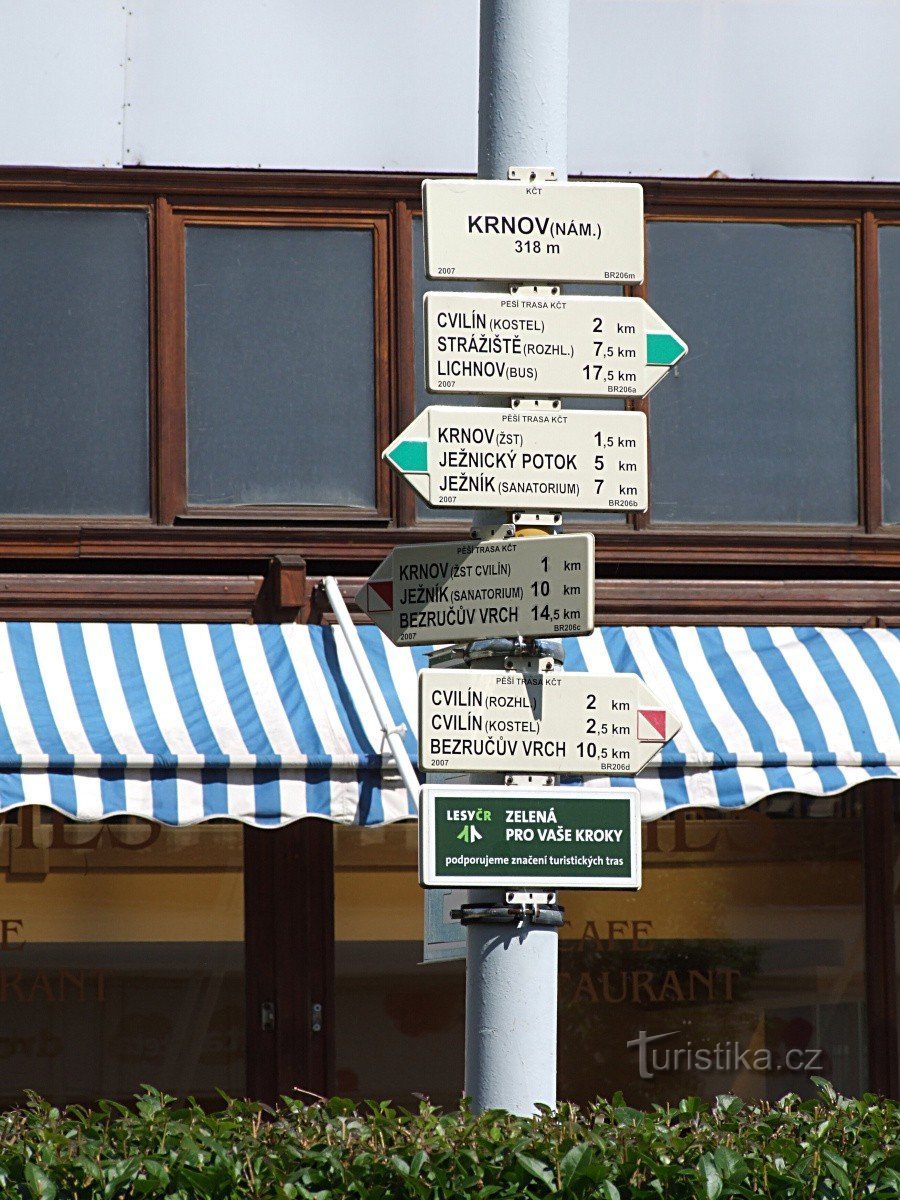 KČT
KRNOV(NÁM.)
318 m
2007 BR206m
PĚSÍ TRASA KČT
CVILÍN (KOSTEL) 2 km
STRÁŽIŠTĚ (ROZHL.) 7,5 km
LICHNOV(BUS) 17,5 km
2007 BR206a
PĚŠÍ TRASA KČT
KRNOV (ŽST) 1,5 km
JEŽNICKÝ POTOK 5 km
JEŽNÍK (SANATORIUM) 7 km
2007 BR206b
PĚŠÍ TRASA KČT
KRNOV (ŽST CVILÍN) 1 km
JEŽNÍK (SANATORIUM) 10 km
BEZRUČŮV VRCH 14,5 km
2007 BR206c
PĚŠÍ TRASA KČT
CVILÍN (ROZHL.) 2 km
CVILÍN (KOSTEL) 2,5 km
BEZRUČŮV VRCH 10,5 km
2007 BR206d
LESY ČR ZELENÁ
PRO VAŠE KROKY
podporujeme značení turistických tras
CAFE
RESTAURANT
Turistika.cz